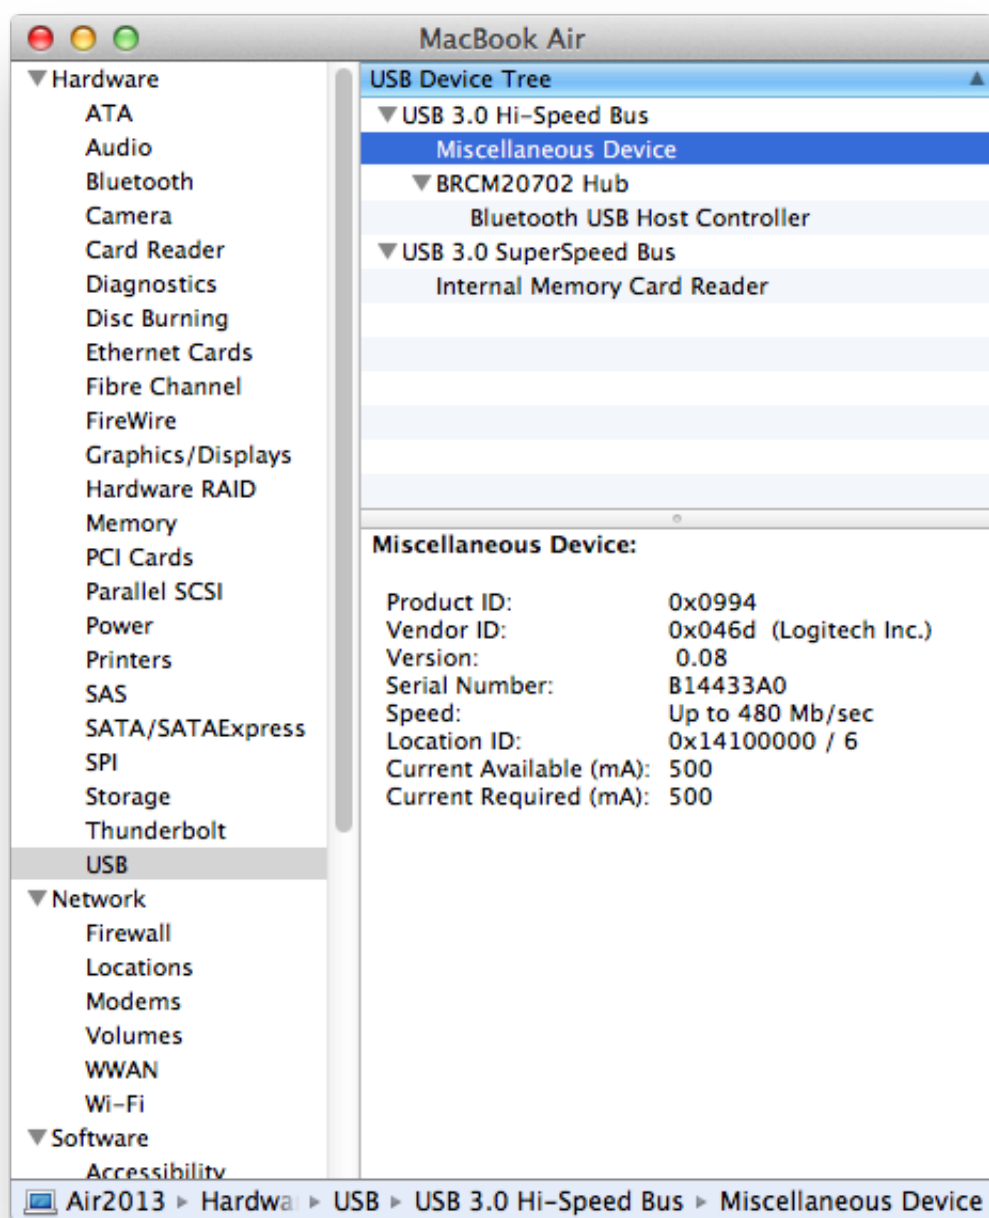 MacBook Air
Hardware
ATA
Audio
Bluetooth
Camera
Card Reader
Diagnostics
Disc Burning
Ethernet Cards
Fibre Channel
FireWire
Graphics/Displays
Hardware RAID
Memory
PCI Cards
Parallel SCSI
Power
Printers
SAS
SATA/SATAExpress
SPI
Storage
Thunderbolt
USB
Network
Firewall
Locations
Modems
Volumes
WWAN
Wi-Fi
Software
Accessibility
USB Device Tree
USB 3.0 Hi-Speed Bus
Miscellaneous Device
BRCM20702 Hub
Bluetooth USB Host Controller
USB 3.0 SuperSpeed Bus
Internal Memory Card Reader
Miscellaneous Device:
Product ID: 0x0994
Vendor ID: 0x046d (Logitech Inc.)
Version: 0.08
Serial Number: B14433A0
Speed: Up to 480 Mb/sec
Location ID: 0x14100000 / 6
Current Available (mA): 500
Current Required (mA): 500
Air2013 ▸ Hardwa ▸ USB ▸ USB 3.0 Hi-Speed Bus ▸ Miscellaneous Device